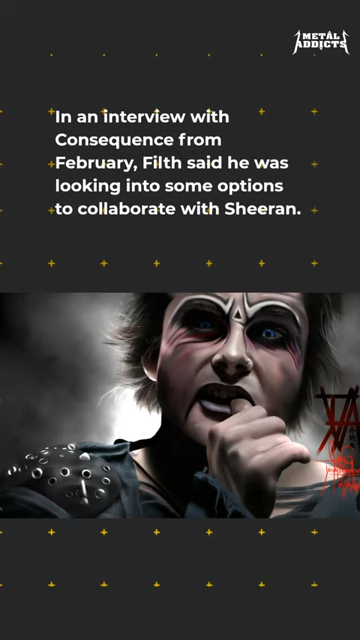 METAL
ADDICTS
In an interview with
Consequence from
February, Filth said he was
looking into some options
to collaborate with Sheeran.